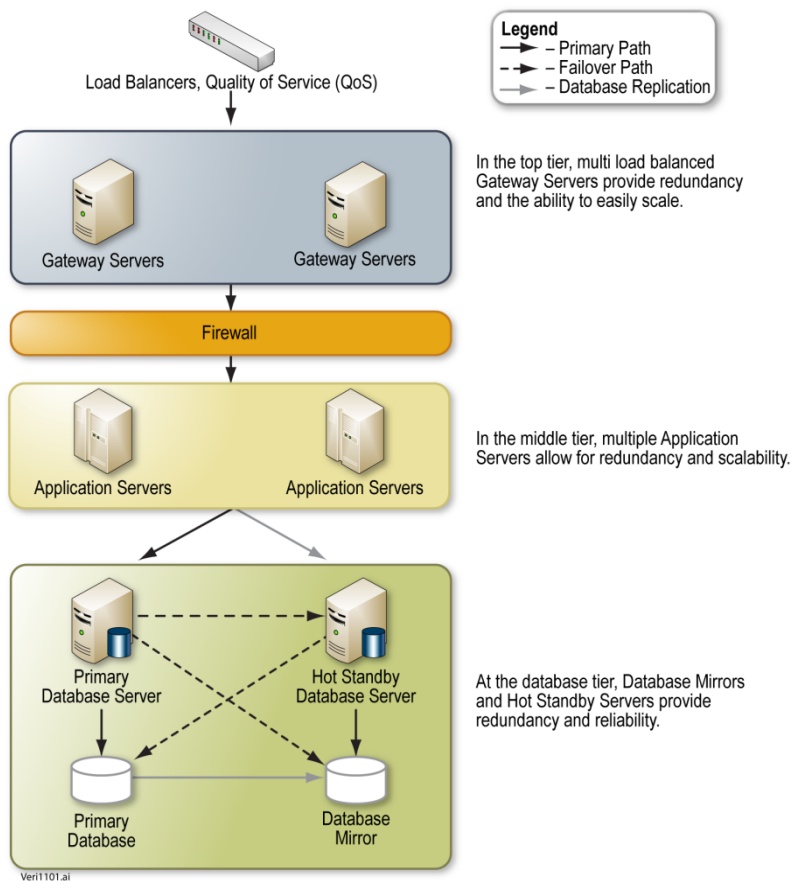 Legend
– Primary Path
– Failover Path
– Database Replication
Load Balancers, Quality of Service (QoS)
Gateway Servers
Gateway Servers
In the top tier, multi load balanced
Gateway Servers provide redundancy
and the ability to easily scale.
Firewall
Application Servers
Application Servers
In the middle tier, multiple Application
Servers allow for redundancy and scalability.
Primary
Database Server
Hot Standby
Database Server
At the database tier, Database Mirrors
and Hot Standby Servers provide
redundancy and reliability.
Primary
Database
Database
Mirror
Veri1101.ai